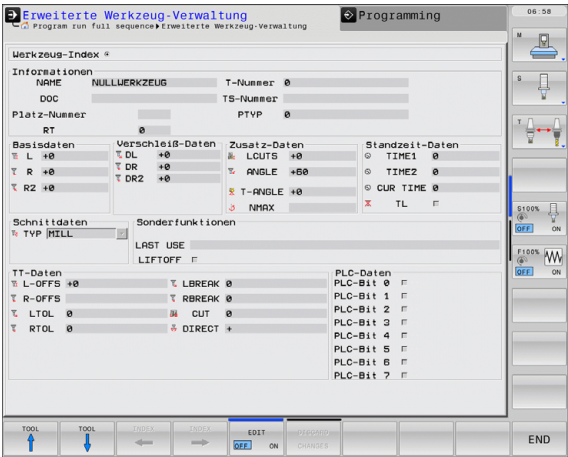 Erweiterte Werkzeug-Verwaltung
Programming
06:58
Program run full sequence▸Erweiterte Werkzeug-Verwaltung
Werkzeug-Index
Informationen
NAME NULLWERKZEUG T-Nummer 0
DOC TS-Nummer
Platz-Nummer PTYP 0
RT 0
Basisdaten Verschleiß-Daten Zusatz-Daten Standzeit-Daten
L +0 DL +0 LCUTS +0 TIME1 0
R +0 DR +0 ANGLE +60 TIME2 0
R2 +0 DR2 +0 T-ANGLE +0 CUR TIME 0
NMAX TL
Schnittdaten Sonderfunktionen
TYP MILL
LAST USE
LIFTOFF
TT-Daten PLC-Daten
L-OFFS +0 LBREAK 0 PLC-Bit 0
R-OFFS RBREAK 0 PLC-Bit 1
LTOL 0 CUT 0 PLC-Bit 2
RTOL 0 DIRECT + PLC-Bit 3
PLC-Bit 4
PLC-Bit 5
PLC-Bit 6
PLC-Bit 7
M
S
T
S100%
OFF ON
F100%
OFF ON
TOOL TOOL INDEX INDEX EDIT DISCARD
OFF ON CHANGES END